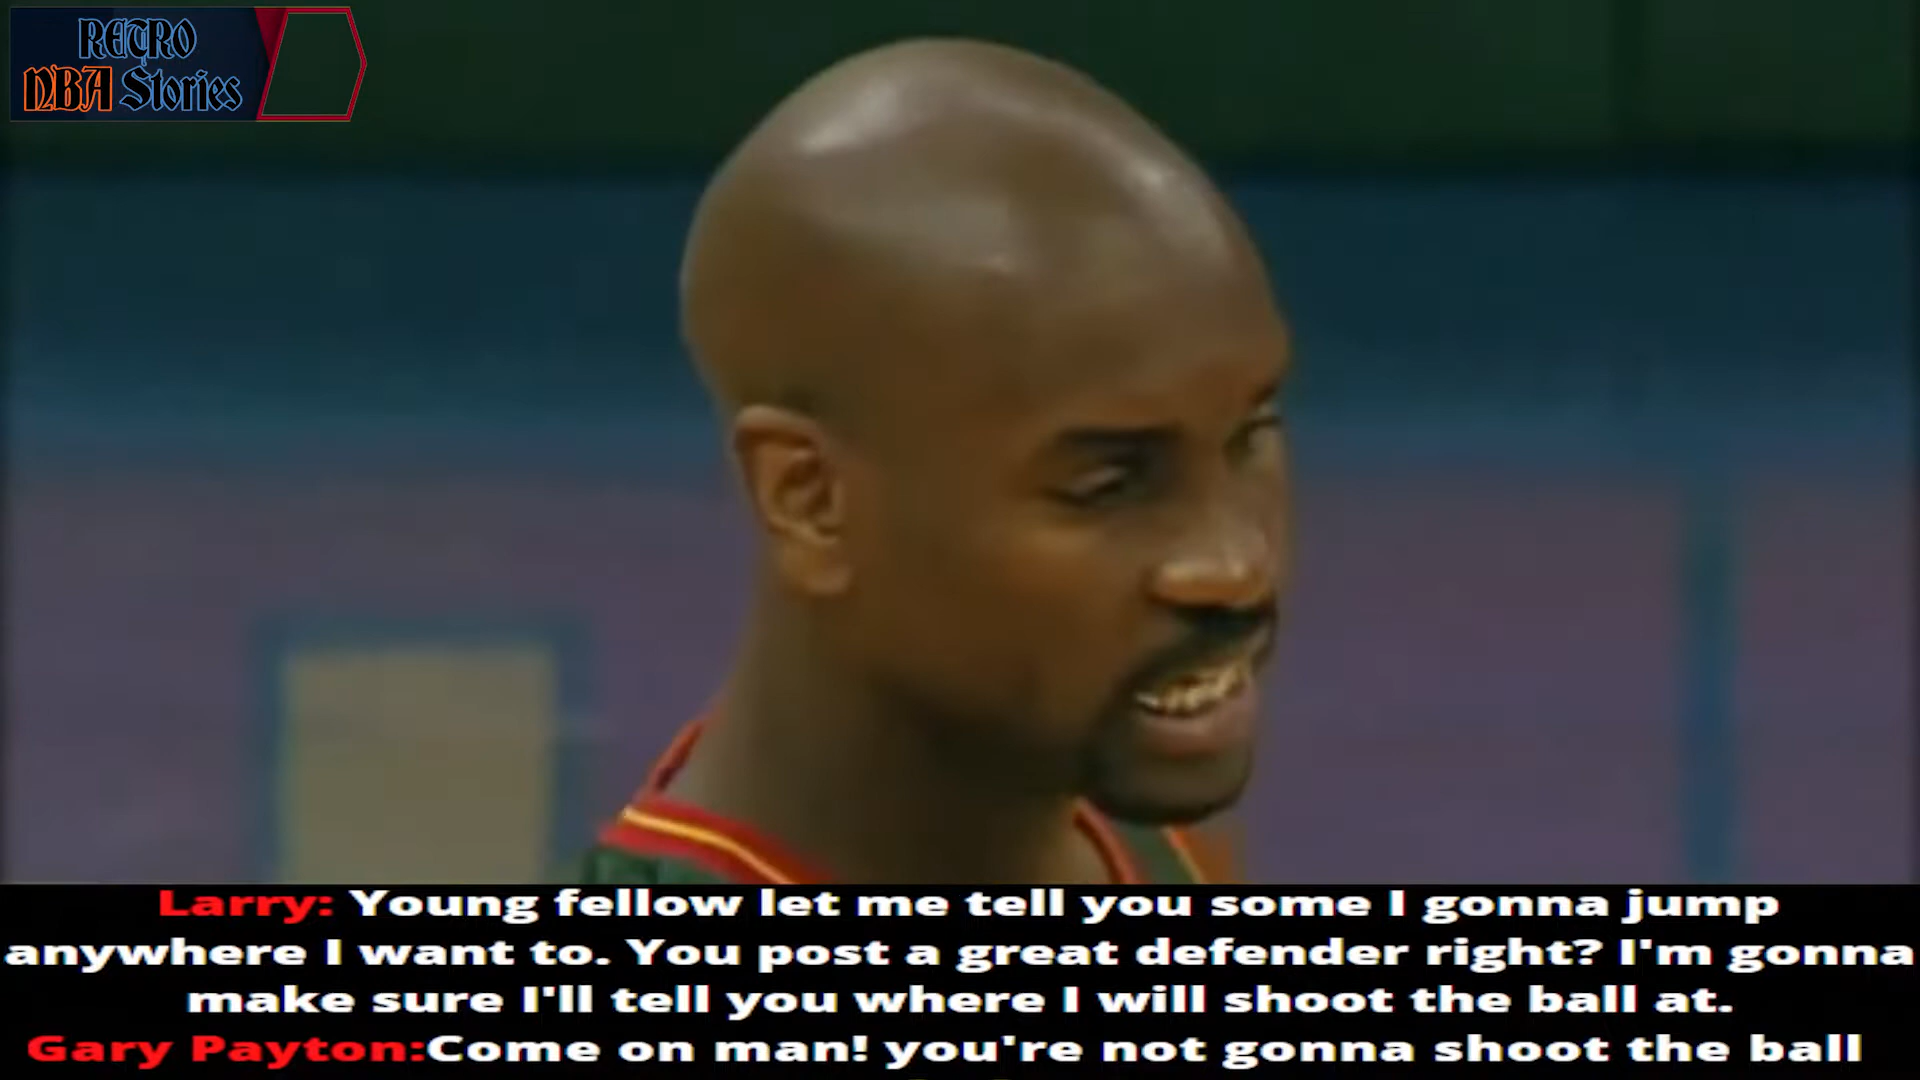 RETRO
NBA Stories
Larry: Young fellow let me tell you some I gonna jump
anywhere I want to. You post a great defender right? I'm gonna
make sure I'll tell you where I will shoot the ball at.
Gary Payton:Come on man! you're not gonna shoot the ball